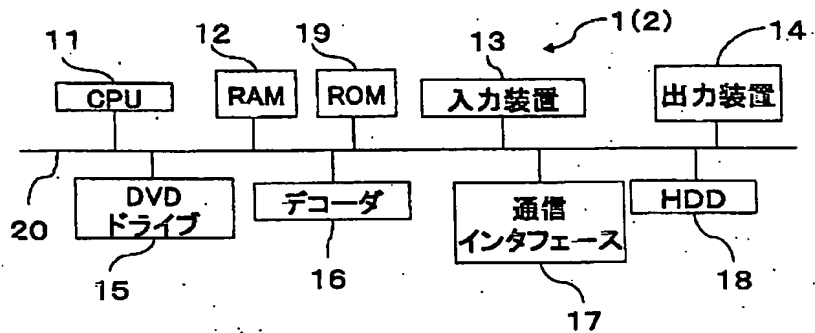 11
12
19
13
1(2)
14
CPU
RAM
ROM
入力装置
出力装置
20
DVD
ドライブ
デコーダ
通信
インタフェース
HDD
15
16
17
18